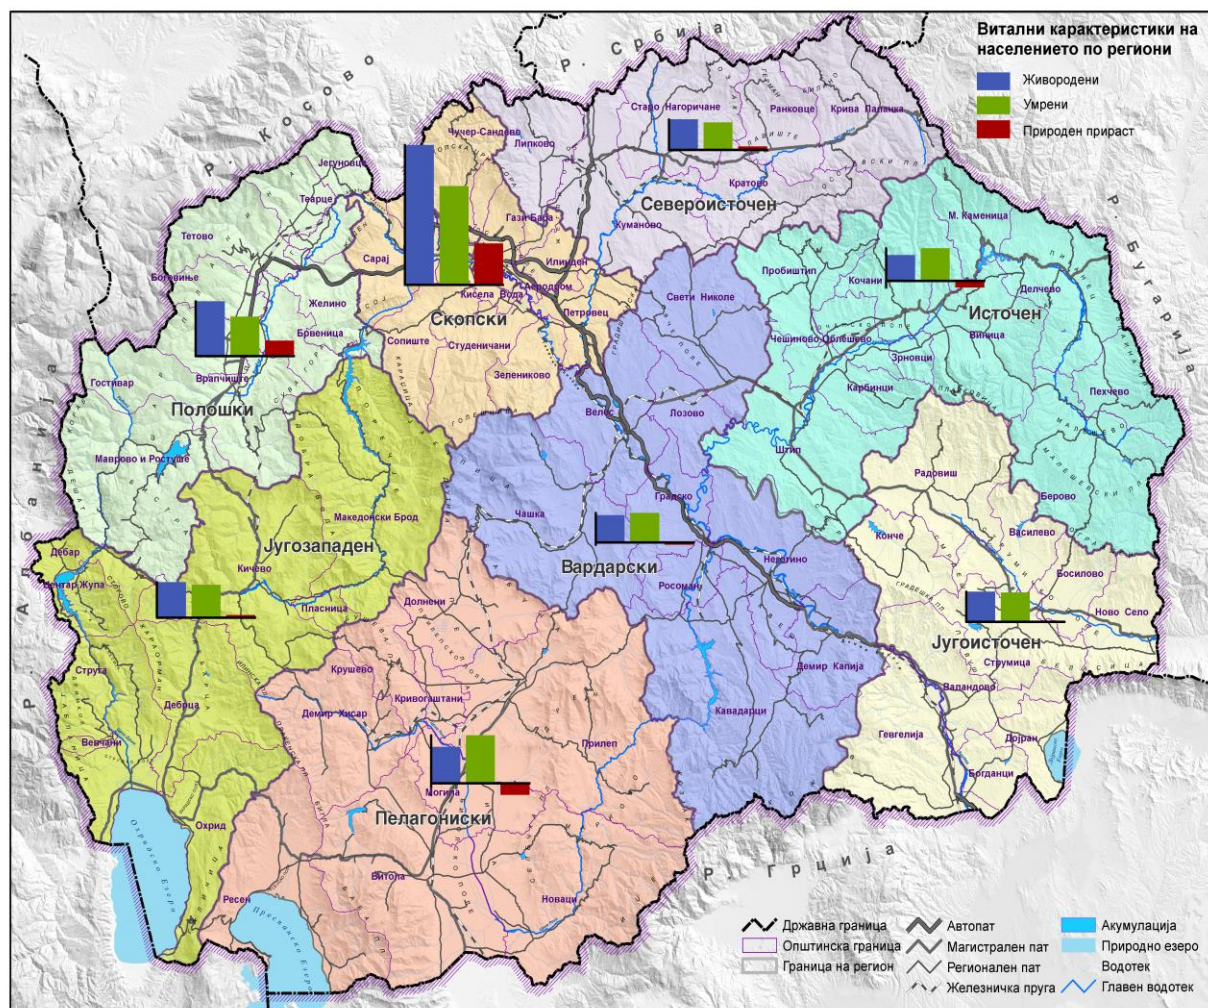 Витални карактеристики на
населението по региони
Живородени
Умрени
Природен прираст
Р. Србија
Р. Косово
Р. Бугарија
Р. Албанија
Р. Грција
Старо Нагоричане
Ранковце
Крива Паланка
Чучер-Сандево
Липково
Кратово
Североисточен
Куманово
Јегуновце
Теарце
Тетово
Гази Баба
Сарај
Илинден
Боговиње
Аеродром
Кисела Вода
Желино
Петровец
Скопски
Брвеница
Сопиште
Студеничани
Зелениково
Врапчиште
Гостивар
Полошки
Маврово и Ростуше
М. Каменица
Пробиштип
Кочани
Делчево
Свети Николе
Источен
Чешиново-Облешево
Виница
Зрновци
Карбинци
Пехчево
Велес
Лозово
Штип
Радовиш
Берово
Градско
Македонски Брод
Чашка
Василево
Конче
Југозападен
Дебар
Вардарски
Неготино
Босилово
Центар Жупа
Кичево
Росоман
Пласница
Долнени
Ново Село
Југоисточен
Струга
Крушево
Демир Капија
Струмица
Дебрца
Кривогаштани
Валандово
Демир Хисар
Кавадарци
Вевчани
Прилеп
Гевгелија
Дојран
Богданци
Могила
Пелагониски
Охрид
Охридско Езеро
Битола
Ресен
Новаци
Преспанско Езеро
Државна граница
Општинска граница
Граница на регион
Автопат
Магистрален пат
Регионален пат
Железничка пруга
Акумулација
Природно езеро
Водотек
Главен водотек